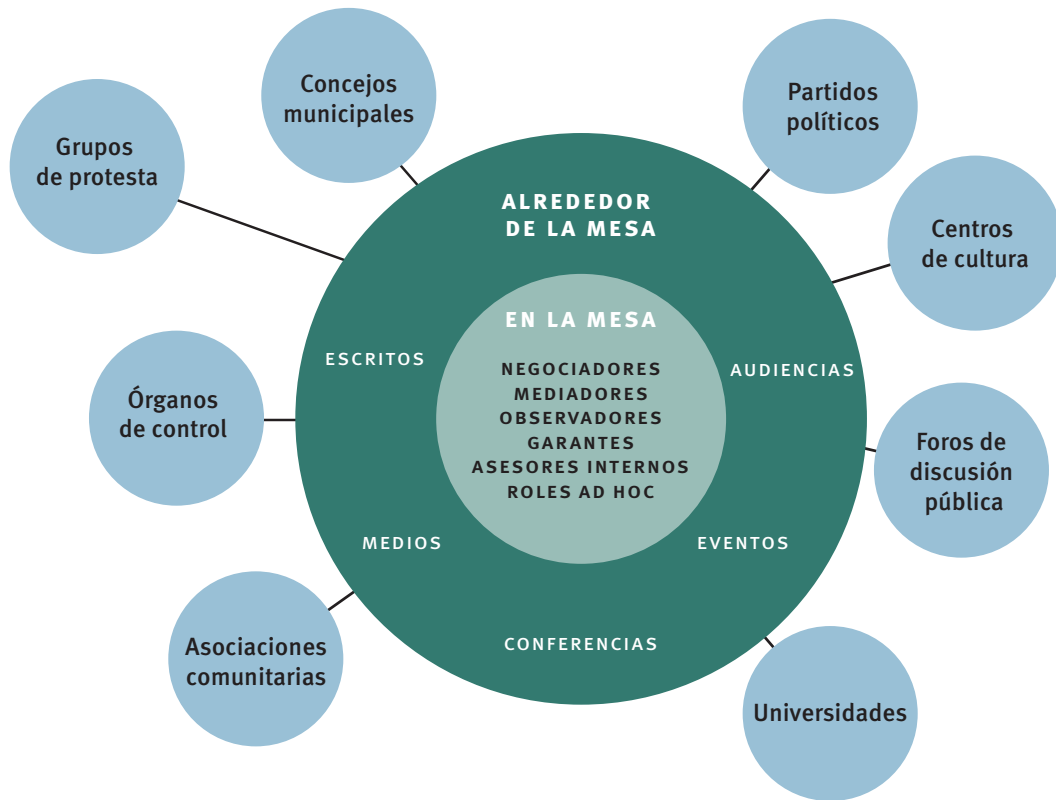 Concejos
municipales
Partidos
políticos
Grupos
de protesta
ALREDEDOR
DE LA MESA
Centros
de cultura
EN LA MESA
ESCRITOS
AUDIENCIAS
NEGOCIADORES
MEDIADORES
OBSERVADORES
GARANTES
ASESORES INTERNOS
ROLES AD HOC
Órganos
de control
Foros de
discusión
pública
MEDIOS
EVENTOS
CONFERENCIAS
Asociaciones
comunitarias
Universidades